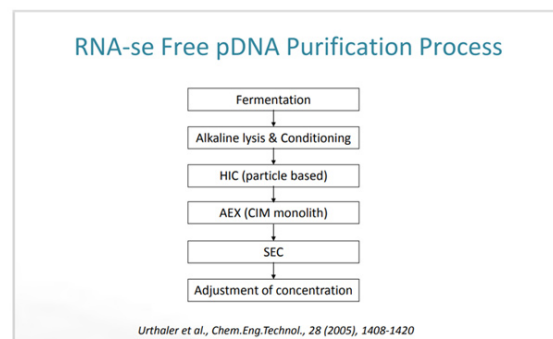 RNA-se Free pDNA Purification Process
Fermentation
Alkaline lysis & Conditioning
HIC (particle based)
AEX (CIM monolith)
SEC
Adjustment of concentration
Urthaler et al., Chem.Eng.Technol., 28 (2005), 1408-1420